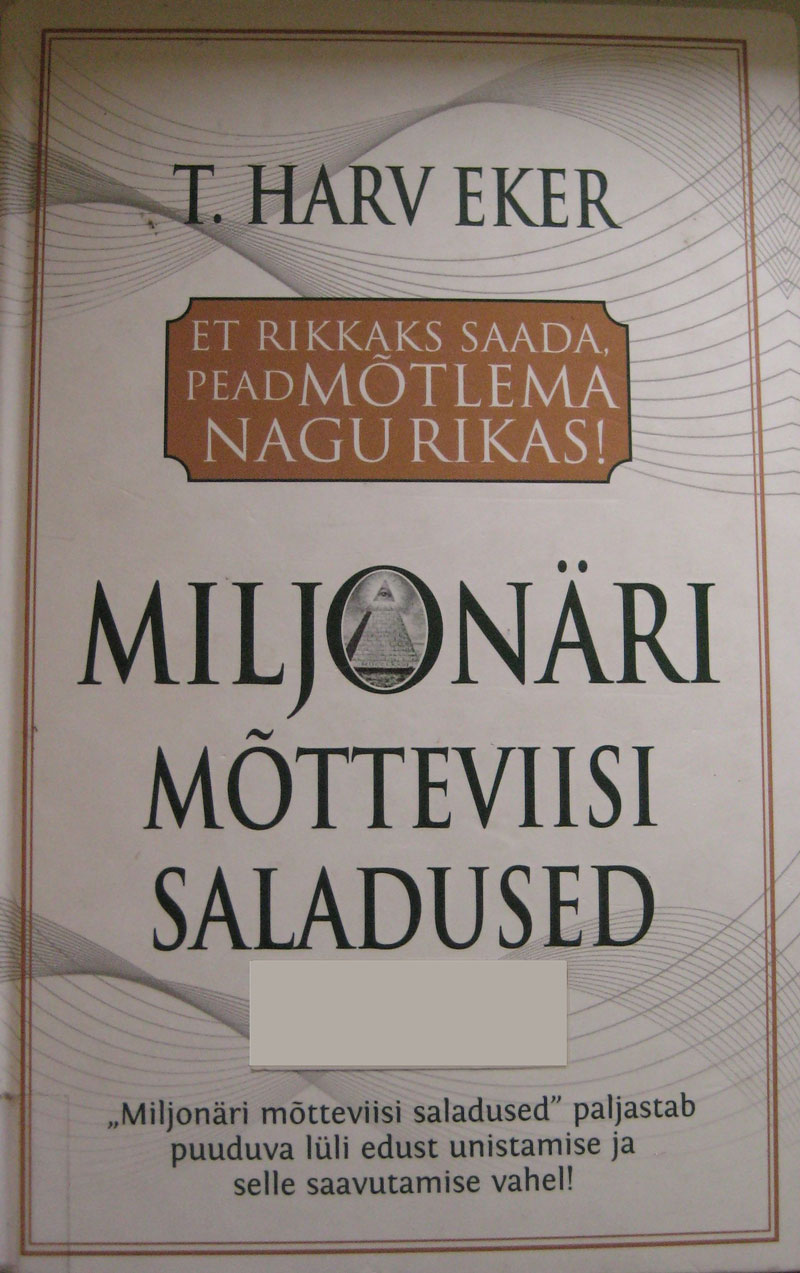 T. HARV EKER
ET RIKKAKS SAADA,
PEAD MÕTLEMA
NAGU RIKAS!
MILJONÄRI
MÕTTEVIISI
SALADUSED
„Miljonäri mõtteviisi saladused” paljastab
puuduva lüli edust unistamise ja
selle saavutamise vahel!